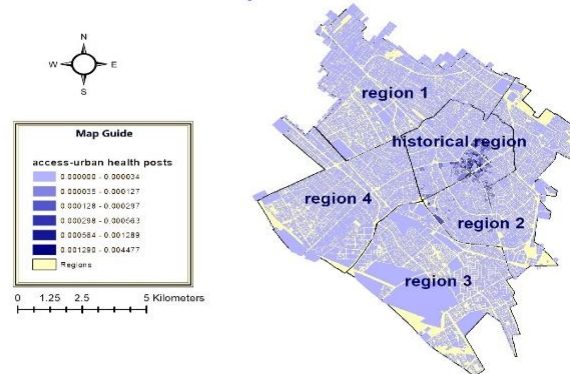 N
W E
S
Map Guide
access-urban health posts
0.000000 - 0.000034
0.000035 - 0.000127
0.000128 - 0.000297
0.000298 - 0.000563
0.000564 - 0.001289
0.001290 - 0.004477
Regions
0 1.25 2.5 5 Kilometers
region 1
historical region
region 4
region 2
region 3